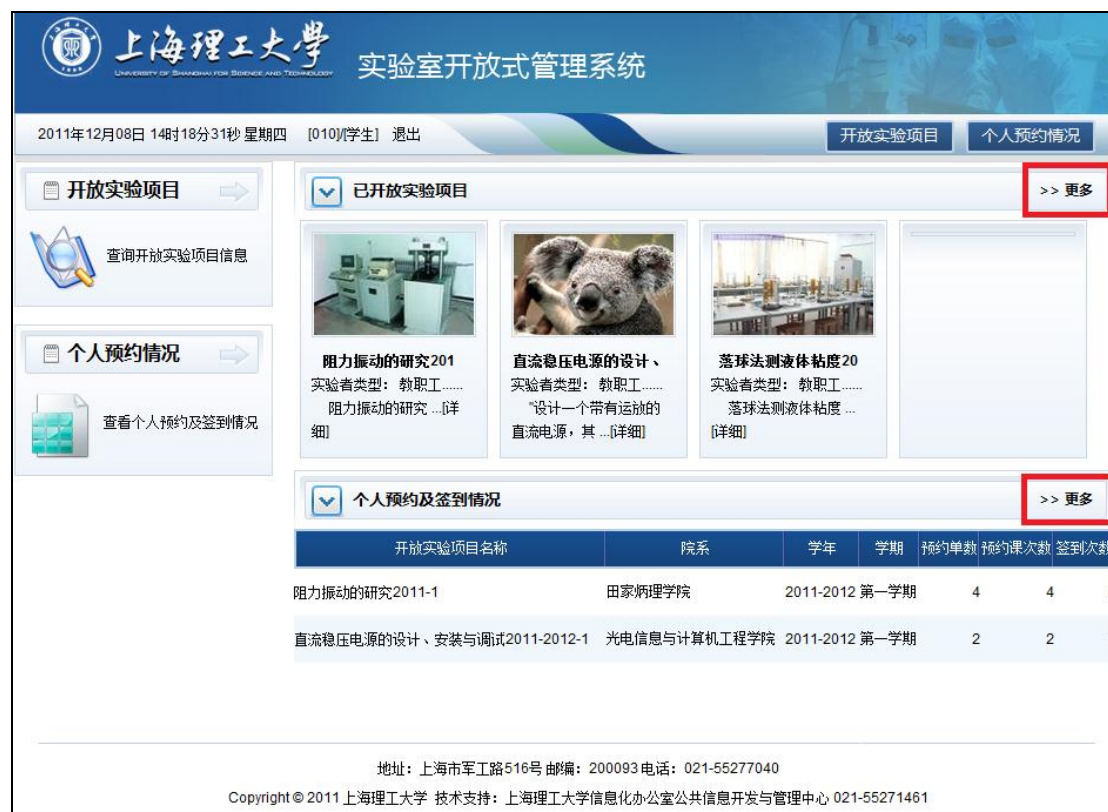 上海理工大學
UNIVERSITY OF SHANGHAI FOR SCIENCE AND TECHNOLOGY
实验室开放式管理系统
2011年12月08日 14时18分31秒 星期四 [010]/[学生] 退出
开放实验项目 个人预约情况
开放实验项目
查询开放实验项目信息
个人预约情况
查看个人预约及签到情况
已开放实验项目 >> 更多
阻力振动的研究201
实验者类型： 教职工......
阻力振动的研究 ...[详
细]
直流稳压电源的设计、
实验者类型： 教职工......
"设计一个带有运放的
直流电源，其 ...[详细]
落球法测液体粘度20
实验者类型： 教职工......
落球法测液体粘度 ...
[详细]
个人预约及签到情况 >> 更多
开放实验项目名称 院系 学年 学期 预约单数 预约课次数 签到次数
阻力振动的研究2011-1 田家炳理学院 2011-2012 第一学期 4 4
直流稳压电源的设计、安装与调试2011-2012-1 光电信息与计算机工程学院 2011-2012 第一学期 2 2
地址：上海市军工路516号 邮编：200093 电话：021-55277040
Copyright © 2011 上海理工大学 技术支持：上海理工大学信息化办公室公共信息开发与管理中心 021-55271461